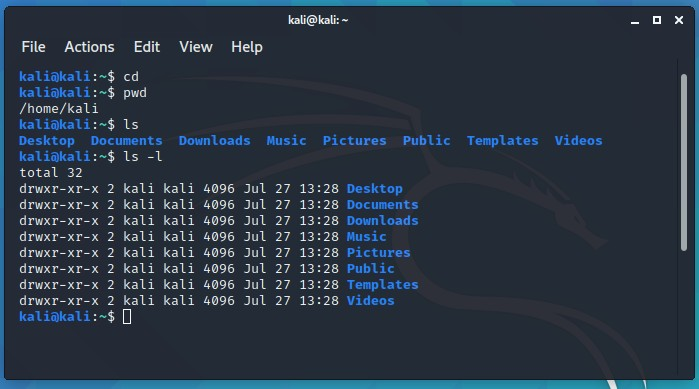 kali@kali: ~
File Actions Edit View Help
kali@kali:~$ cd
kali@kali:~$ pwd
/home/kali
kali@kali:~$ ls
Desktop Documents Downloads Music Pictures Public Templates Videos
kali@kali:~$ ls -l
total 32
drwxr-xr-x 2 kali kali 4096 Jul 27 13:28 Desktop
drwxr-xr-x 2 kali kali 4096 Jul 27 13:28 Documents
drwxr-xr-x 2 kali kali 4096 Jul 27 13:28 Downloads
drwxr-xr-x 2 kali kali 4096 Jul 27 13:28 Music
drwxr-xr-x 2 kali kali 4096 Jul 27 13:28 Pictures
drwxr-xr-x 2 kali kali 4096 Jul 27 13:28 Public
drwxr-xr-x 2 kali kali 4096 Jul 27 13:28 Templates
drwxr-xr-x 2 kali kali 4096 Jul 27 13:28 Videos
kali@kali:~$